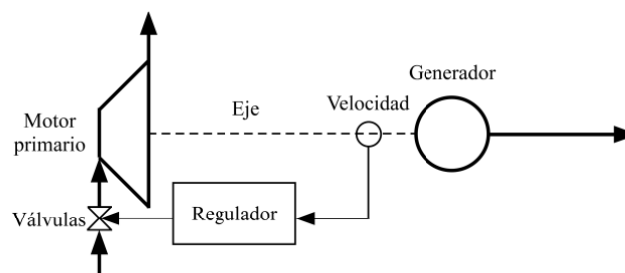 Generador
Velocidad
Eje
Motor
primario
Regulador
Válvulas